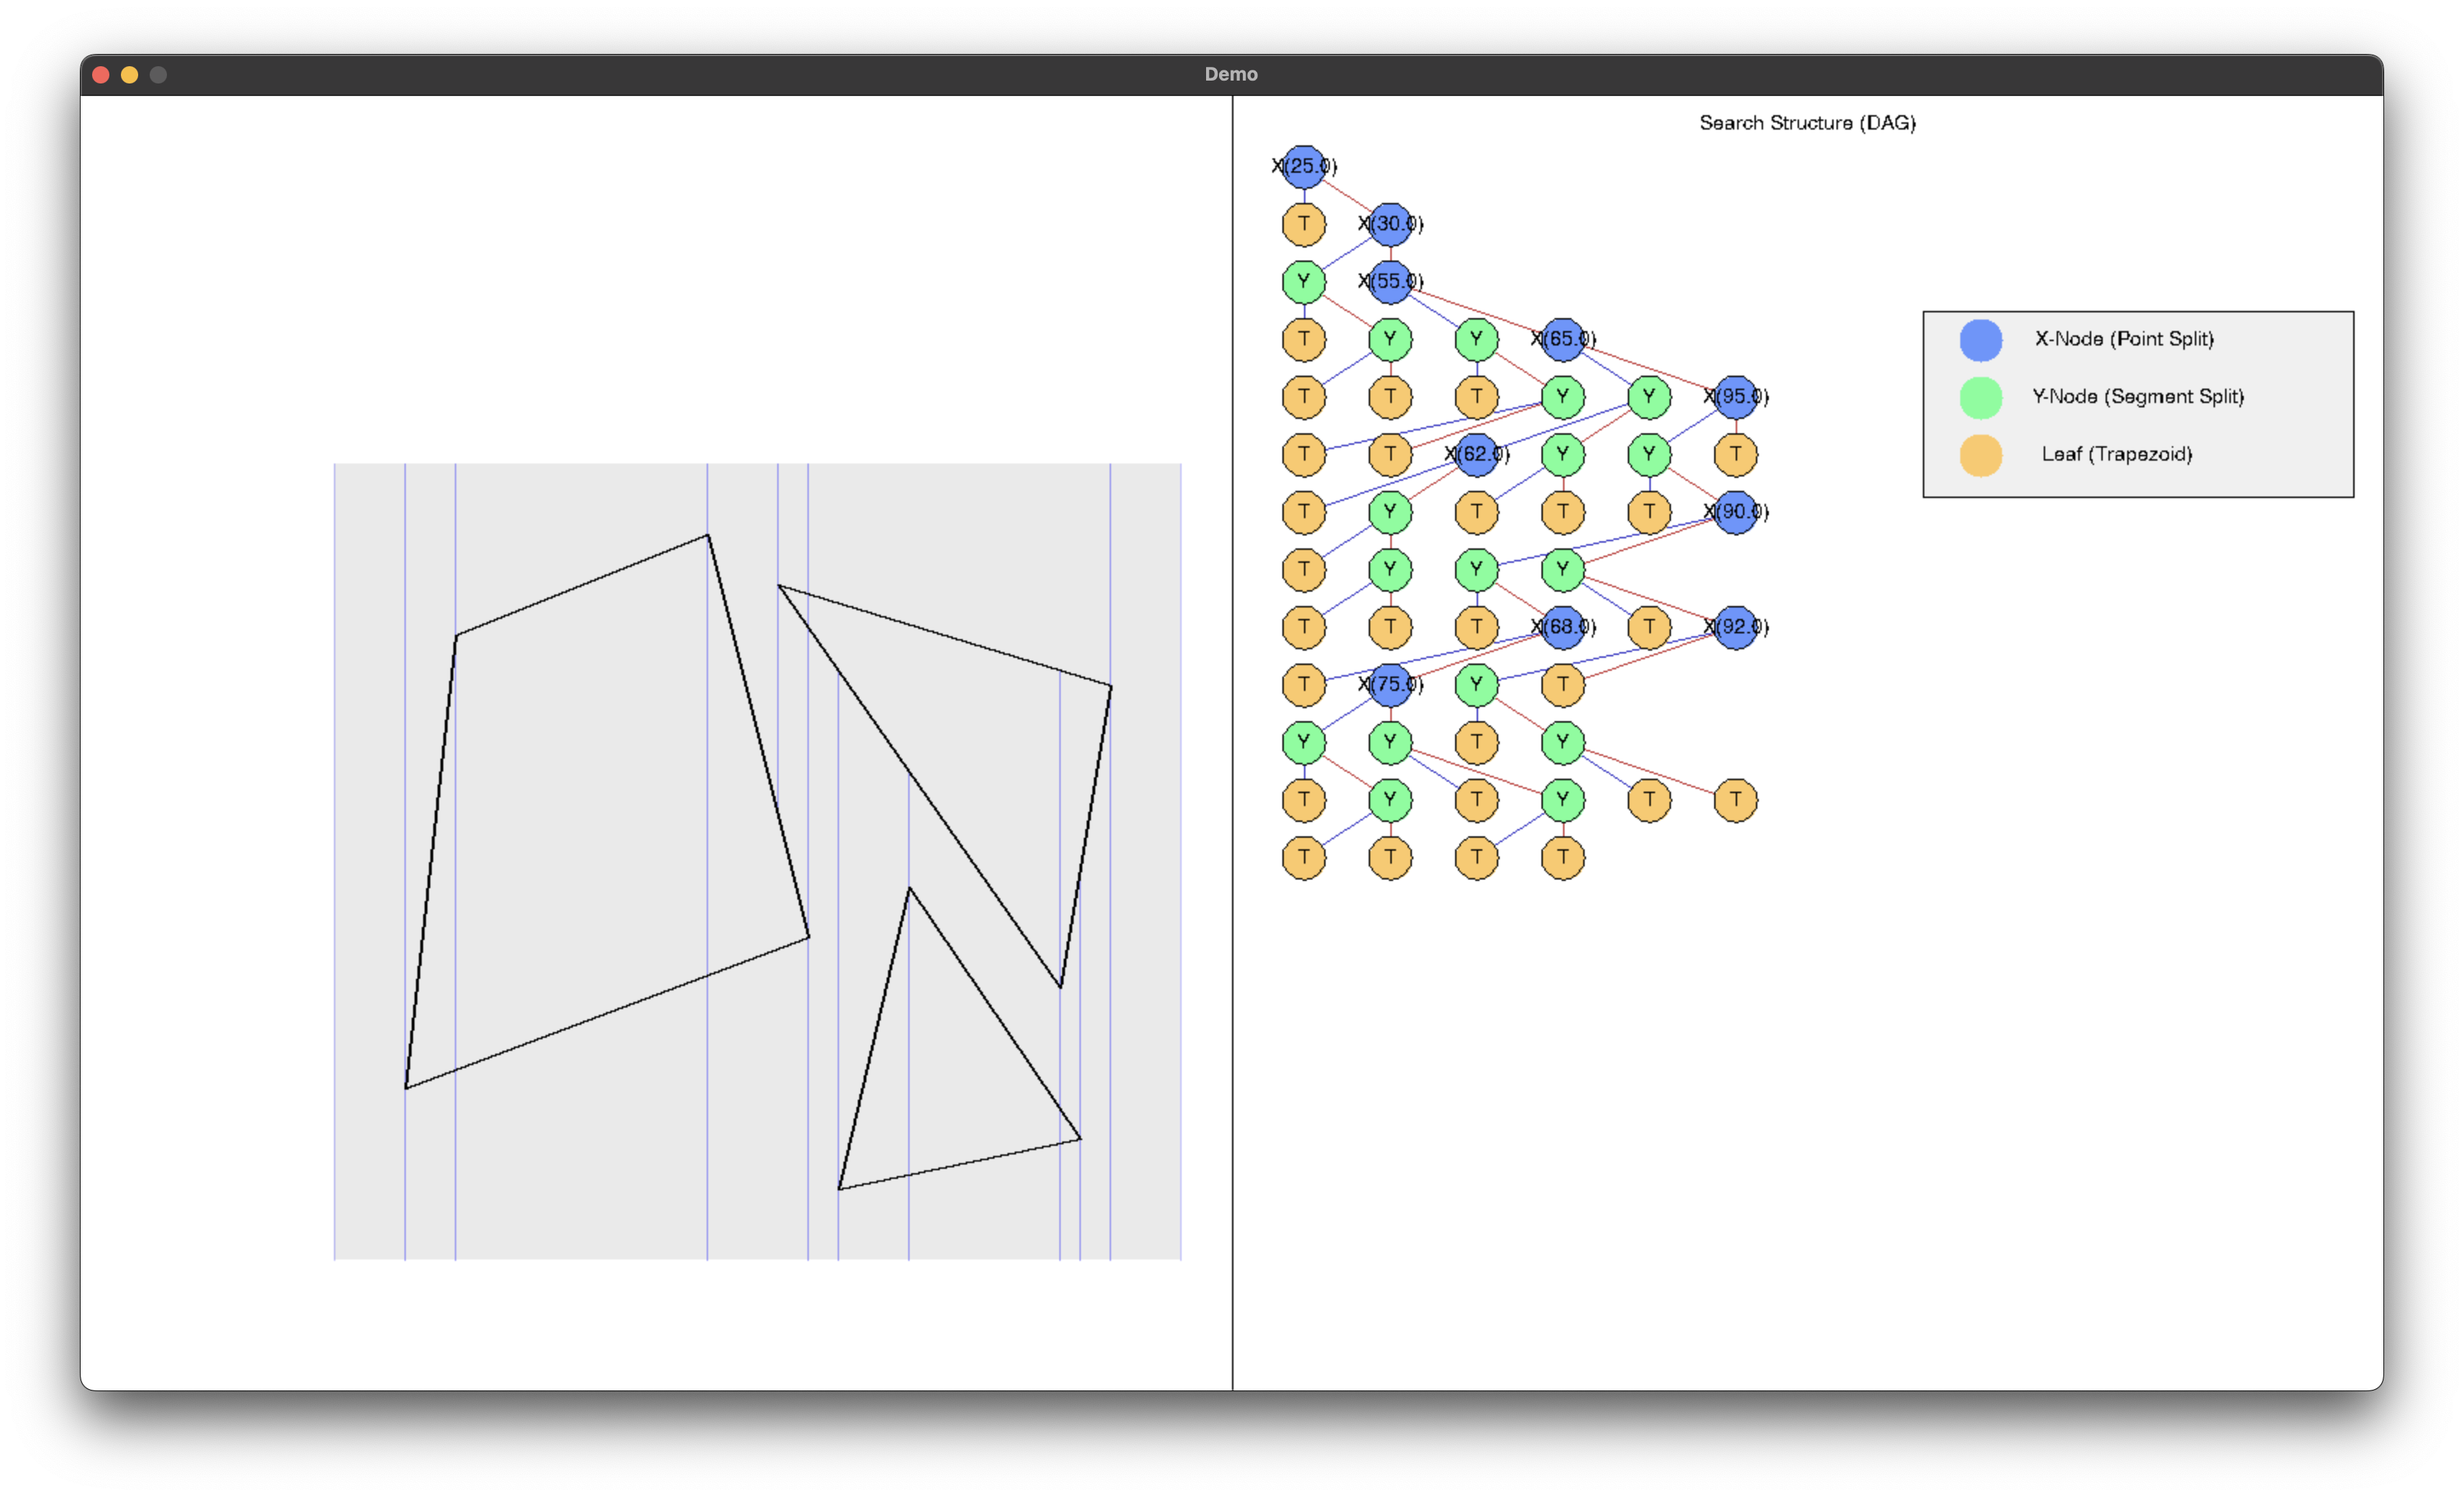 Demo
Search Structure (DAG)
X(25.0)
T X(30.0)
Y X(55.0)
T Y Y X(65.0)
T T T Y Y X(95.0)
T T X(62.0) Y Y T
T Y T T T X(90.0)
T Y Y Y
T T T X(68.0) T X(92.0)
T X(75.0) Y T
Y Y T Y
T Y T Y T T
T T T T
X-Node (Point Split)
Y-Node (Segment Split)
Leaf (Trapezoid)